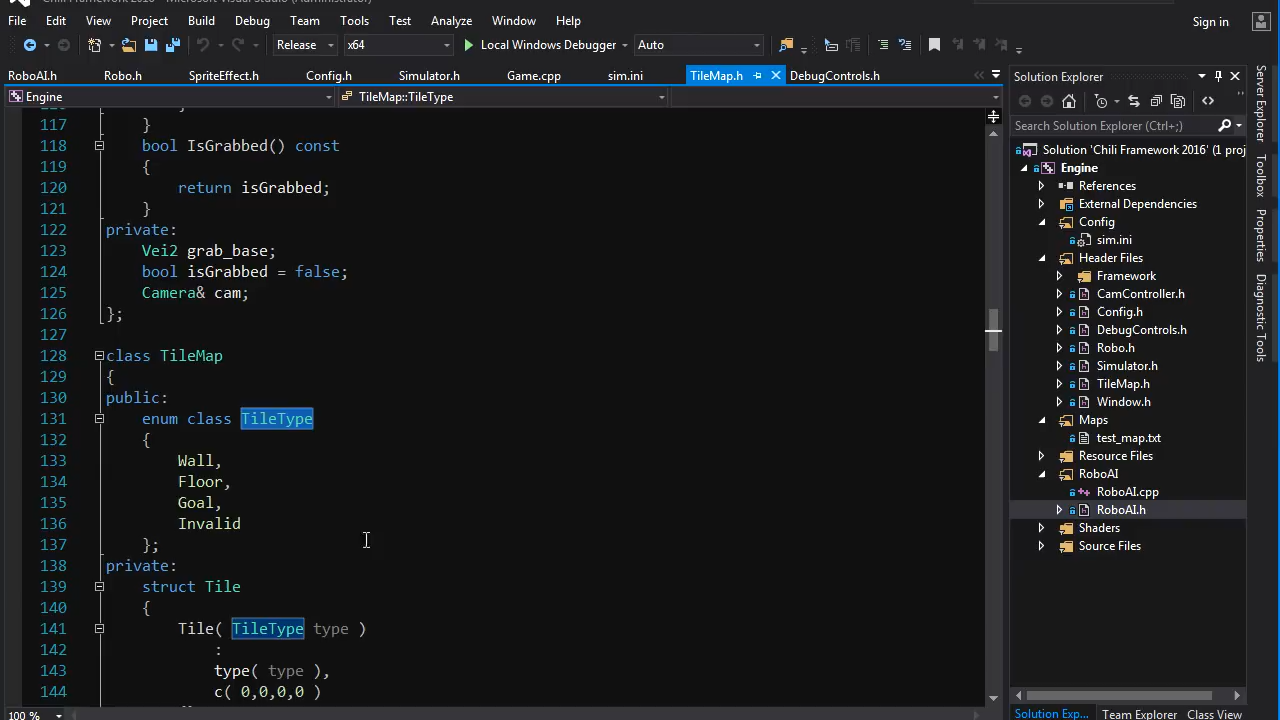 Chili Framework 2016 - Microsoft Visual Studio (Administrator)
File Edit View Project Build Debug Team Tools Test Analyze Window Help
Sign in
Release x64 Local Windows Debugger Auto
RoboAI.h Robo.h SpriteEffect.h Config.h Simulator.h Game.cpp sim.ini TileMap.h DebugControls.h
Engine TileMap::TileType
117 }
118 bool IsGrabbed() const
119 {
120 return isGrabbed;
121 }
122 private:
123 Vei2 grab_base;
124 bool isGrabbed = false;
125 Camera& cam;
126 };
127
128 class TileMap
129 {
130 public:
131 enum class TileType
132 {
133 Wall,
134 Floor,
135 Goal,
136 Invalid
137 };
138 private:
139 struct Tile
140 {
141 Tile( TileType type )
142 :
143 type( type ),
144 c( 0,0,0,0 )
100 %
Solution Explorer
Search Solution Explorer (Ctrl+;)
Solution 'Chili Framework 2016' (1 proj
Engine
References
External Dependencies
Config
sim.ini
Header Files
Framework
CamController.h
Config.h
DebugControls.h
Robo.h
Simulator.h
TileMap.h
Window.h
Maps
test_map.txt
Resource Files
RoboAI
RoboAI.cpp
RoboAI.h
Shaders
Source Files
Solution Exp... Team Explorer Class View
Server Explorer
Toolbox
Properties
Diagnostic Tools